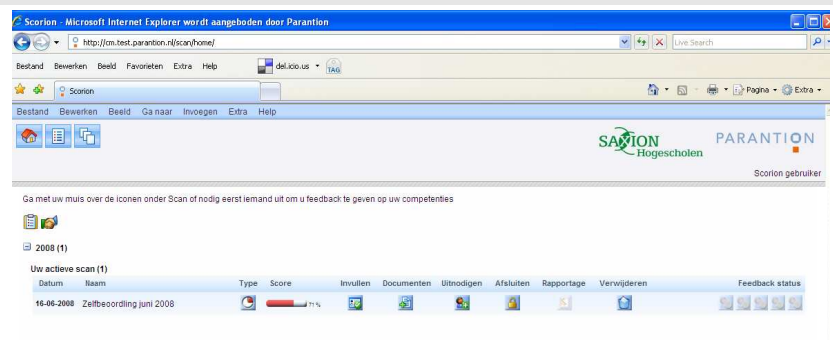 Scorion - Microsoft Internet Explorer wordt aangeboden door Parantion
http://cm.test.parantion.nl/scan/home/ Live Search
Bestand Bewerken Beeld Favorieten Extra Help del.icio.us TAG
Scorion Pagina Extra
Bestand Bewerken Beeld Ga naar Invoegen Extra Help
SAXION Hogescholen PARANTION
Scorion gebruiker
Ga met uw muis over de iconen onder Scan of nodig eerst iemand uit om u feedback te geven op uw competenties
2008 (1)
Uw actieve scan (1)
Datum Naam Type Score Invullen Documenten Uitnodigen Afsluiten Rapportage Verwijderen Feedback status
16-06-2008 Zelfbeoordling juni 2008 71 %